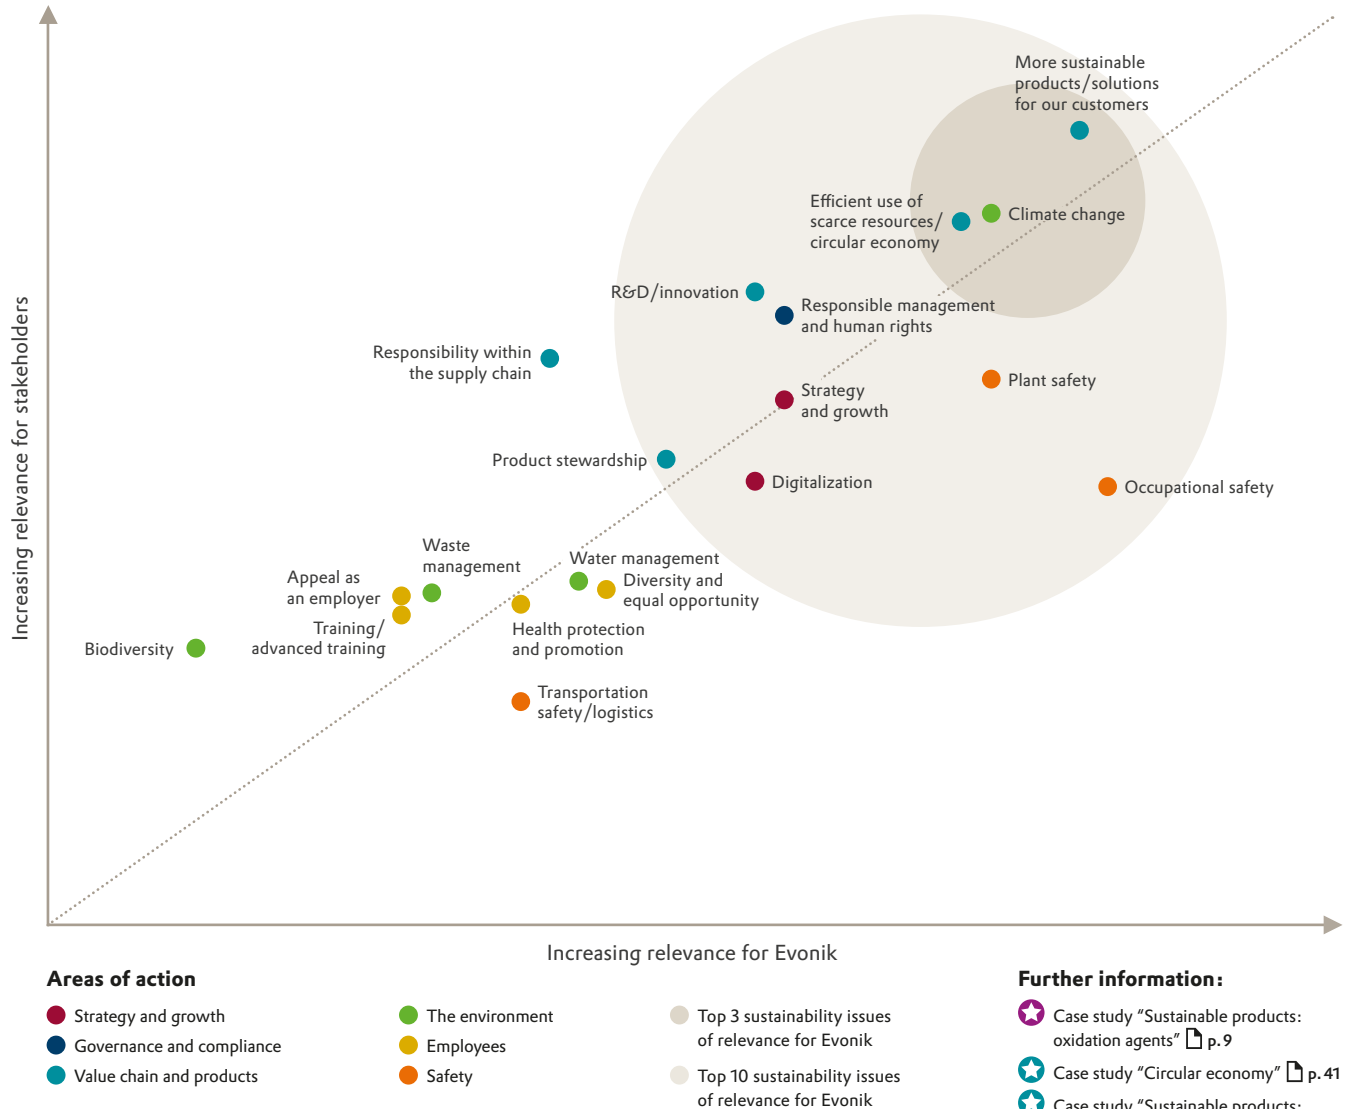 More sustainable
products/solutions
for our customers
Efficient use of
scarce resources/
circular economy
Climate change
R&D/innovation
Responsible management
and human rights
Responsibility within
the supply chain
Plant safety
Strategy
and growth
Product stewardship
Digitalization
Occupational safety
Waste
management
Water management
Appeal as
an employer
Diversity and
equal opportunity
Training/
advanced training
Health protection
and promotion
Biodiversity
Transportation
safety/logistics
Increasing relevance for stakeholders
Increasing relevance for Evonik
Areas of action
Strategy and growth
Governance and compliance
Value chain and products
The environment
Employees
Safety
Top 3 sustainability issues
of relevance for Evonik
Top 10 sustainability issues
of relevance for Evonik
Further information:
Case study “Sustainable products:
oxidation agents” p. 9
Case study “Circular economy” p. 41
Case study “Sustainable products: